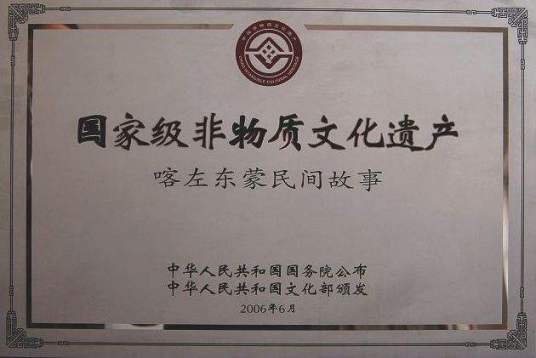 国家级非物质文化遗产
喀左东蒙民间故事
中华人民共和国国务院公布
中华人民共和国文化部颁发
2006年6月